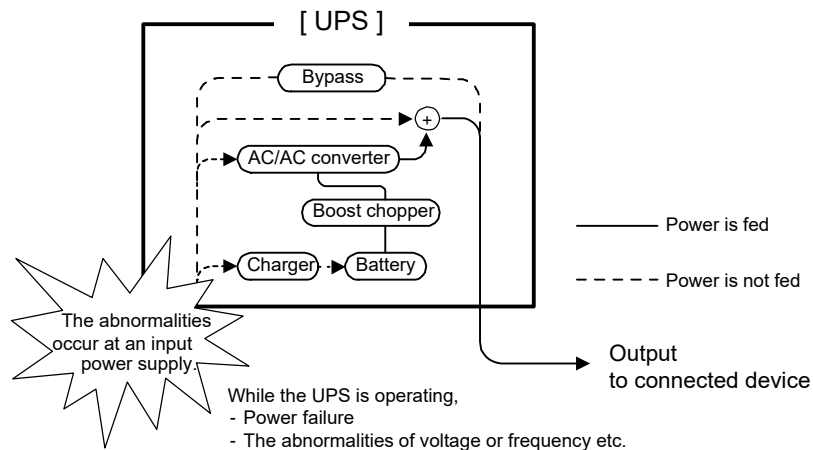 [ UPS ]
Bypass
+
AC/AC converter
Boost chopper
Charger
Battery
Power is fed
Power is not fed
The abnormalities
occur at an input
power supply.
Output
to connected device
While the UPS is operating,
- Power failure
- The abnormalities of voltage or frequency etc.